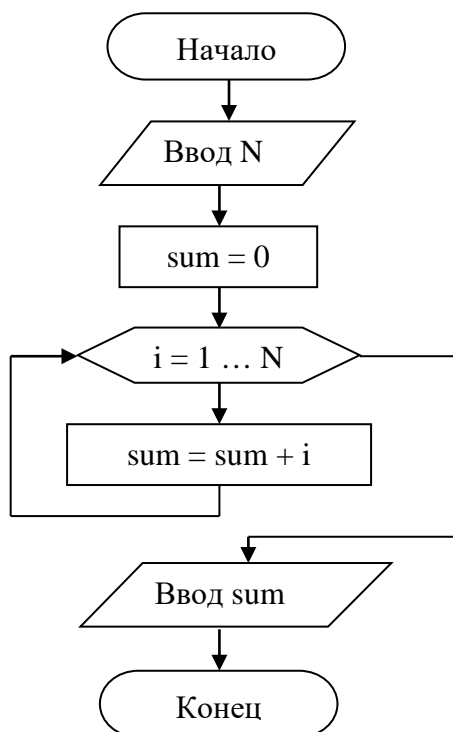 Начало
Ввод N
sum = 0
i = 1 … N
sum = sum + i
Ввод sum
Конец